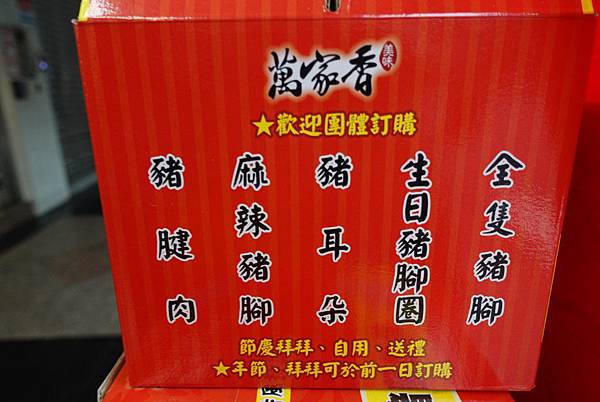 萬家香
美味
★歡迎團體訂購
全隻豬腳
生日豬腳圈
豬耳朵
麻辣豬腳
豬腱肉
節慶拜拜、自用、送禮
★年節、拜拜可於前一日訂購